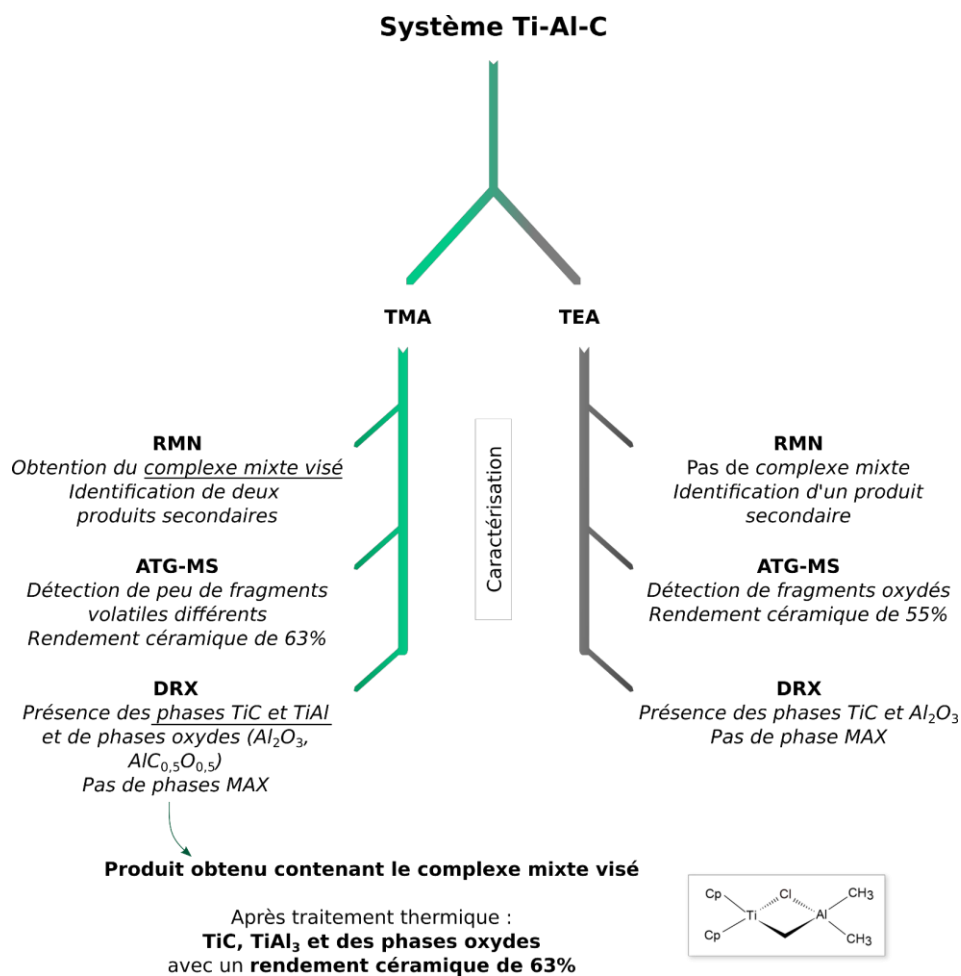 Système Ti-Al-C
TMA
TEA
Caractérisation
RMN
Obtention du complexe mixte visé
Identification de deux
produits secondaires
ATG-MS
Détection de peu de fragments
volatiles différents
Rendement céramique de 63%
DRX
Présence des phases TiC et TiAl
et de phases oxydes (Al₂O₃,
AlC₀,₅O₀,₅)
Pas de phases MAX
RMN
Pas de complexe mixte
Identification d'un produit
secondaire
ATG-MS
Détection de fragments oxydés
Rendement céramique de 55%
DRX
Présence des phases TiC et Al₂O₃
Pas de phase MAX
Produit obtenu contenant le complexe mixte visé
Après traitement thermique :
TiC, TiAl₃ et des phases oxydes
avec un rendement céramique de 63%
Cp
Cl
CH3
Ti
Al
Cp
CH3